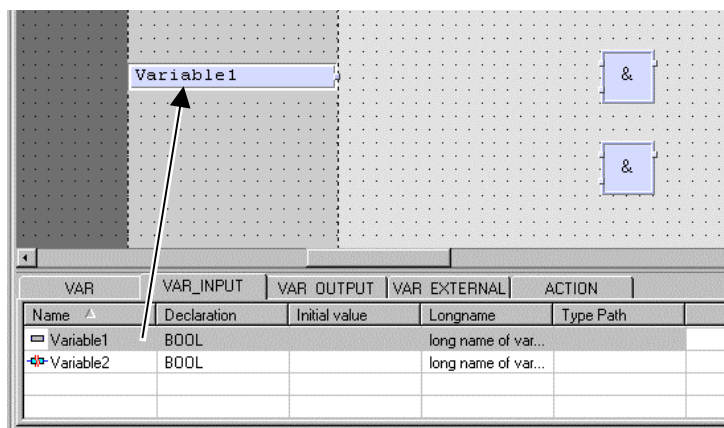 Variable1
&
&
VAR VAR_INPUT VAR OUTPUT VAR EXTERNAL ACTION
Name Declaration Initial value Longname Type Path
Variable1 BOOL long name of var...
Variable2 BOOL long name of var...